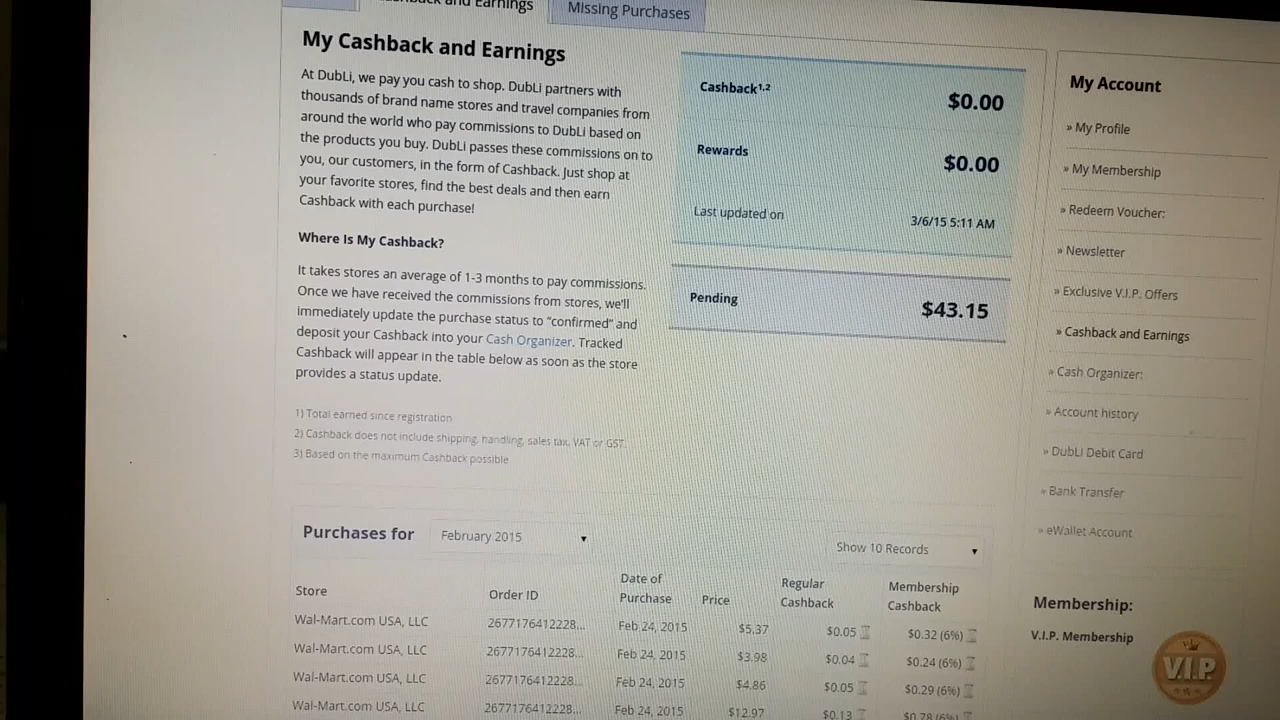 and Earnings
Missing Purchases
My Cashback and Earnings
At DubLi, we pay you cash to shop. DubLi partners with
thousands of brand name stores and travel companies from
around the world who pay commissions to DubLi based on
the products you buy. DubLi passes these commissions on to
you, our customers, in the form of Cashback. Just shop at
your favorite stores, find the best deals and then earn
Cashback with each purchase!
Where Is My Cashback?
It takes stores an average of 1-3 months to pay commissions.
Once we have received the commissions from stores, we'll
immediately update the purchase status to "confirmed" and
deposit your Cashback into your Cash Organizer. Tracked
Cashback will appear in the table below as soon as the store
provides a status update.
1) Total earned since registration
2) Cashback does not include shipping, handling, sales tax, VAT or GST.
3) Based on the maximum Cashback possible
Cashback¹,² $0.00
Rewards $0.00
Last updated on 3/6/15 5:11 AM
Pending $43.15
My Account
» My Profile
» My Membership
» Redeem Voucher:
» Newsletter
» Exclusive V.I.P. Offers
» Cashback and Earnings
» Cash Organizer:
» Account history
» DubLi Debit Card
» Bank Transfer
» eWallet Account
Membership:
V.I.P. Membership
V.I.P
Purchases for February 2015 Show 10 Records
Store Order ID Date of Purchase Price Regular Cashback Membership Cashback
Wal-Mart.com USA, LLC 2677176412228... Feb 24, 2015 $5.37 $0.05 $0.32 (6%)
Wal-Mart.com USA, LLC 2677176412228... Feb 24, 2015 $3.98 $0.04 $0.24 (6%)
Wal-Mart.com USA, LLC 2677176412228... Feb 24, 2015 $4.86 $0.05 $0.29 (6%)
Wal-Mart.com USA, LLC 2677176412228... Feb 24, 2015 $12.97 $0.13 $0.78 (6%)